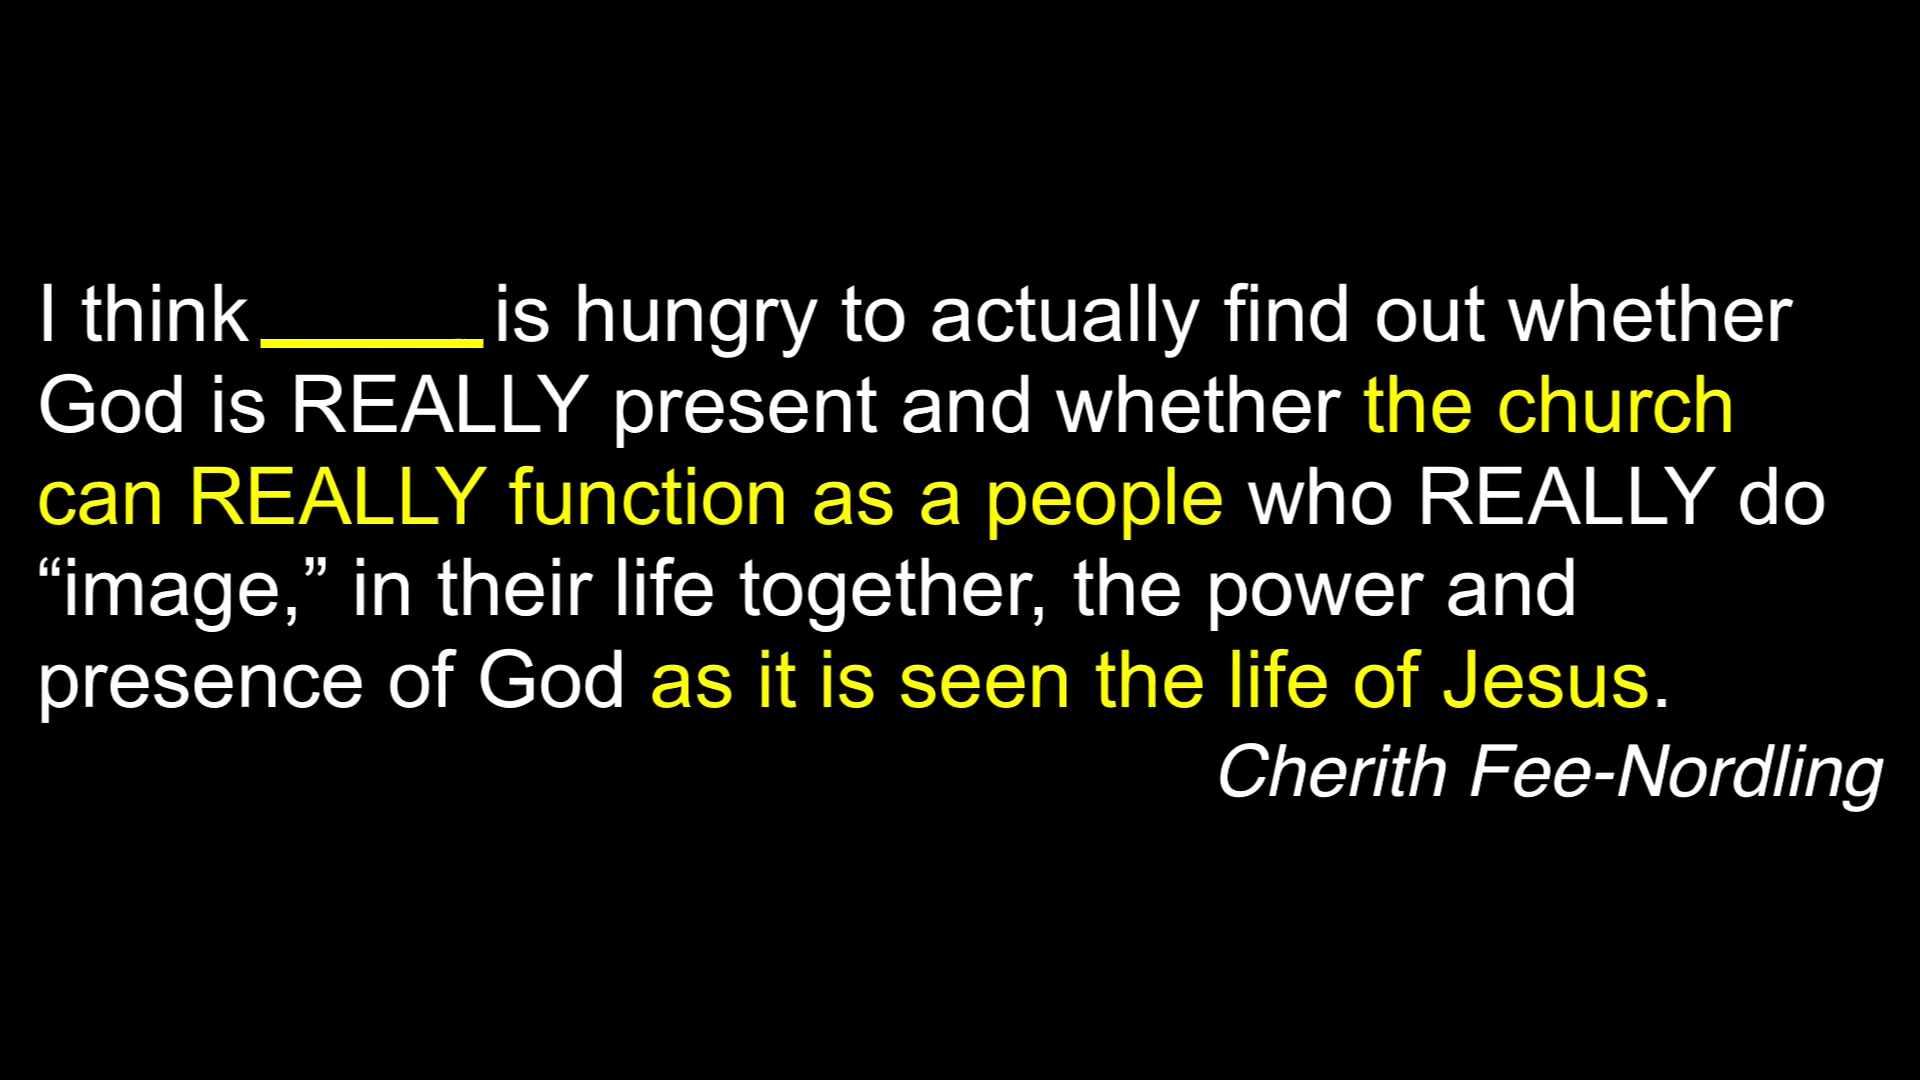 I think _____ is hungry to actually find out whether
God is REALLY present and whether the church
can REALLY function as a people who REALLY do
“image,” in their life together, the power and
presence of God as it is seen the life of Jesus.
Cherith Fee-Nordling